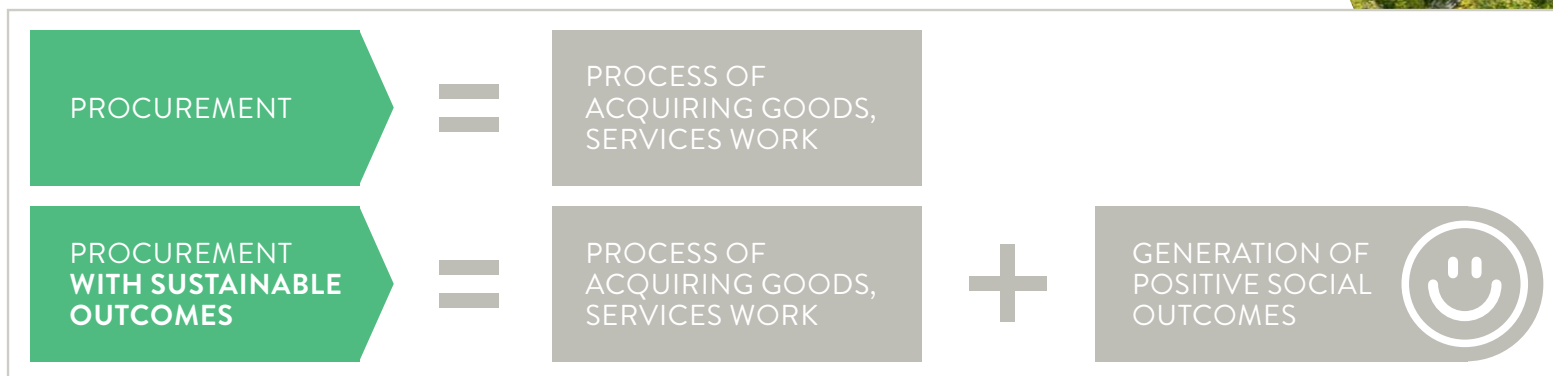 PROCUREMENT
PROCESS OF
ACQUIRING GOODS,
SERVICES WORK
PROCUREMENT
WITH SUSTAINABLE
OUTCOMES
PROCESS OF
ACQUIRING GOODS,
SERVICES WORK
GENERATION OF
POSITIVE SOCIAL
OUTCOMES